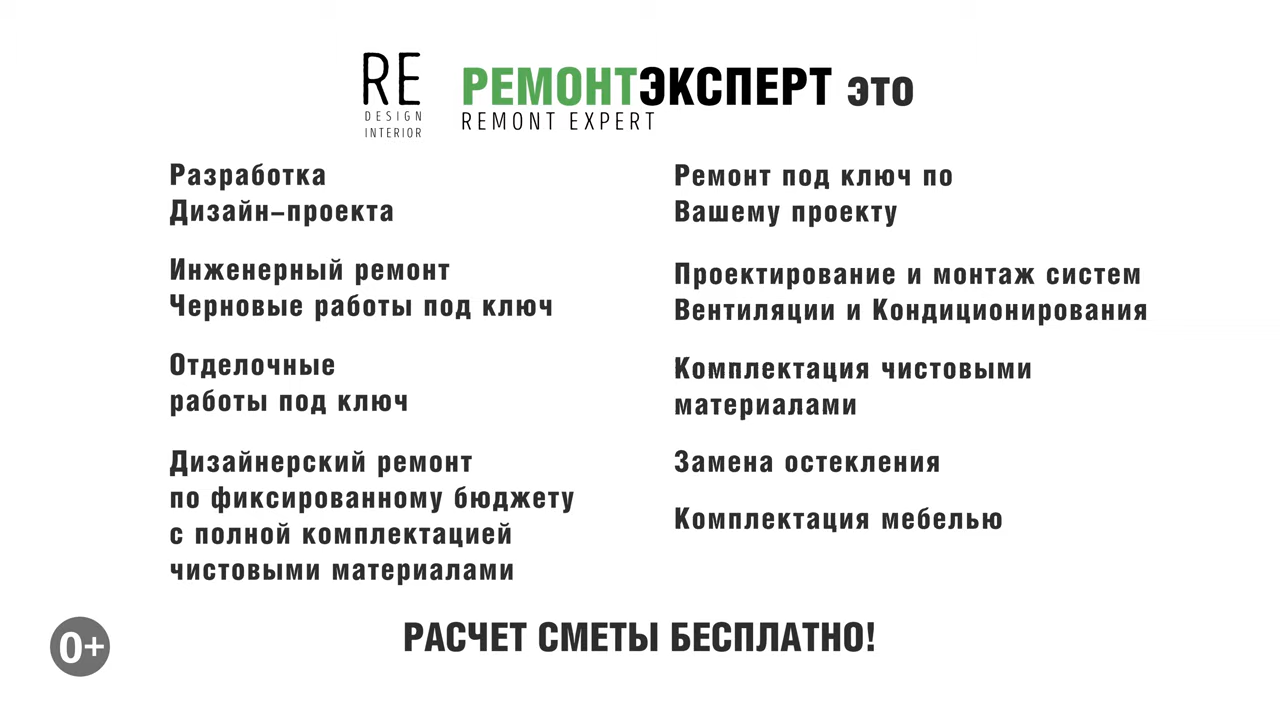 RE
DESIGN
INTERIOR
РЕМОНТЭКСПЕРТ это
REMONT EXPERT
Разработка
Дизайн-проекта
Инженерный ремонт
Черновые работы под ключ
Отделочные
работы под ключ
Дизайнерский ремонт
по фиксированному бюджету
с полной комплектацией
чистовыми материалами
Ремонт под ключ по
Вашему проекту
Проектирование и монтаж систем
Вентиляции и Кондиционирования
Комплектация чистовыми
материалами
Замена остекления
Комплектация мебелью
РАСЧЕТ СМЕТЫ БЕСПЛАТНО!
0+